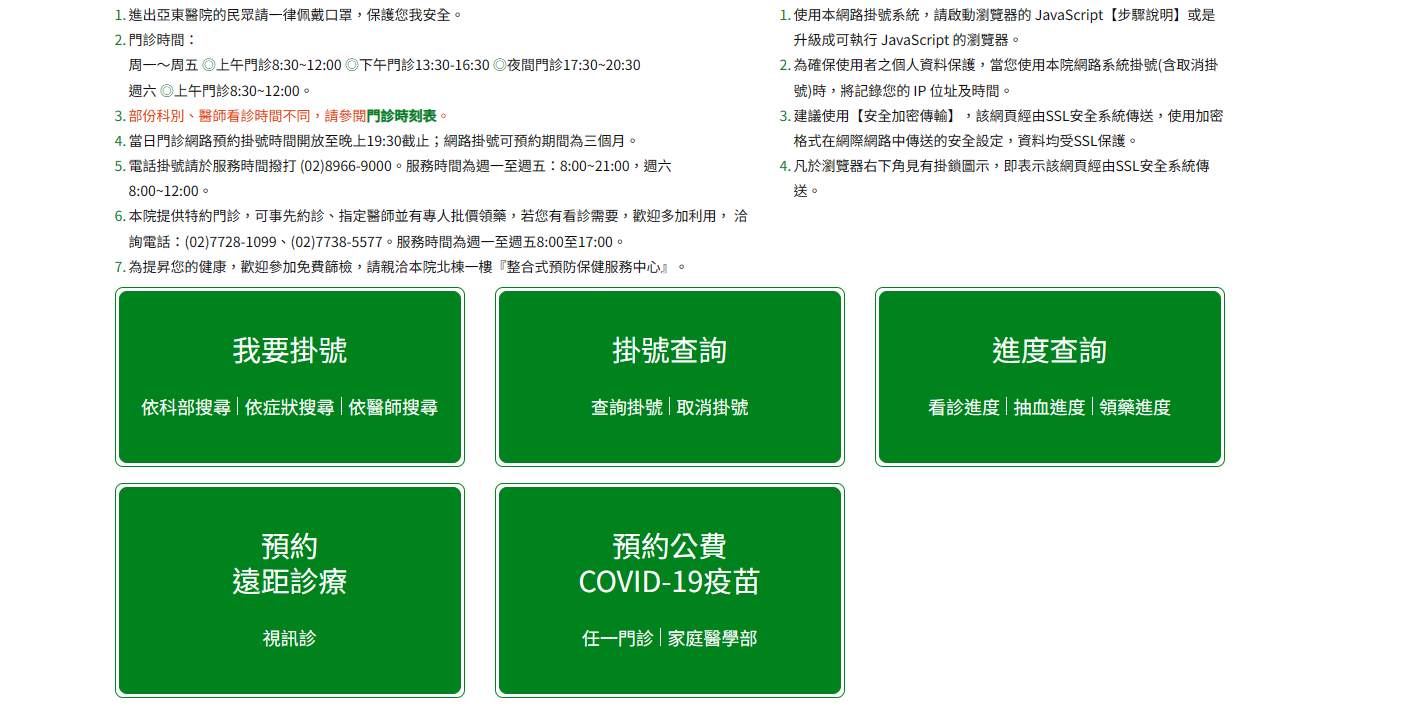 1. 進出亞東醫院的民眾請一律佩戴口罩，保護您我安全。
2. 門診時間：
周一～周五 ◎上午門診8:30~12:00 ◎下午門診13:30-16:30 ◎夜間門診17:30~20:30
週六 ◎上午門診8:30~12:00。
3. 部份科別、醫師看診時間不同，請參閱門診時刻表。
4. 當日門診網路預約掛號時間開放至晚上19:30截止；網路掛號可預約期間為三個月。
5. 電話掛號請於服務時間撥打 (02)8966-9000。服務時間為週一至週五：8:00~21:00，週六
8:00~12:00。
6. 本院提供特約門診，可事先約診、指定醫師並有專人批價領藥，若您有看診需要，歡迎多加利用， 洽
詢電話：(02)7728-1099、(02)7738-5577。服務時間為週一至週五8:00至17:00。
7. 為提昇您的健康，歡迎參加免費篩檢，請親洽本院北棟一樓『整合式預防保健服務中心』。
1. 使用本網路掛號系統，請啟動瀏覽器的 JavaScript【步驟說明】或是
升級成可執行 JavaScript 的瀏覽器。
2. 為確保使用者之個人資料保護，當您使用本院網路系統掛號(含取消掛
號)時，將記錄您的 IP 位址及時間。
3. 建議使用【安全加密傳輸】，該網頁經由SSL安全系統傳送，使用加密
格式在網際網路中傳送的安全設定，資料均受SSL保護。
4. 凡於瀏覽器右下角見有掛鎖圖示，即表示該網頁經由SSL安全系統傳
送。
我要掛號
依科部搜尋 | 依症狀搜尋 | 依醫師搜尋
掛號查詢
查詢掛號 | 取消掛號
進度查詢
看診進度 | 抽血進度 | 領藥進度
預約
遠距診療
視訊診
預約公費
COVID-19疫苗
任一門診 | 家庭醫學部